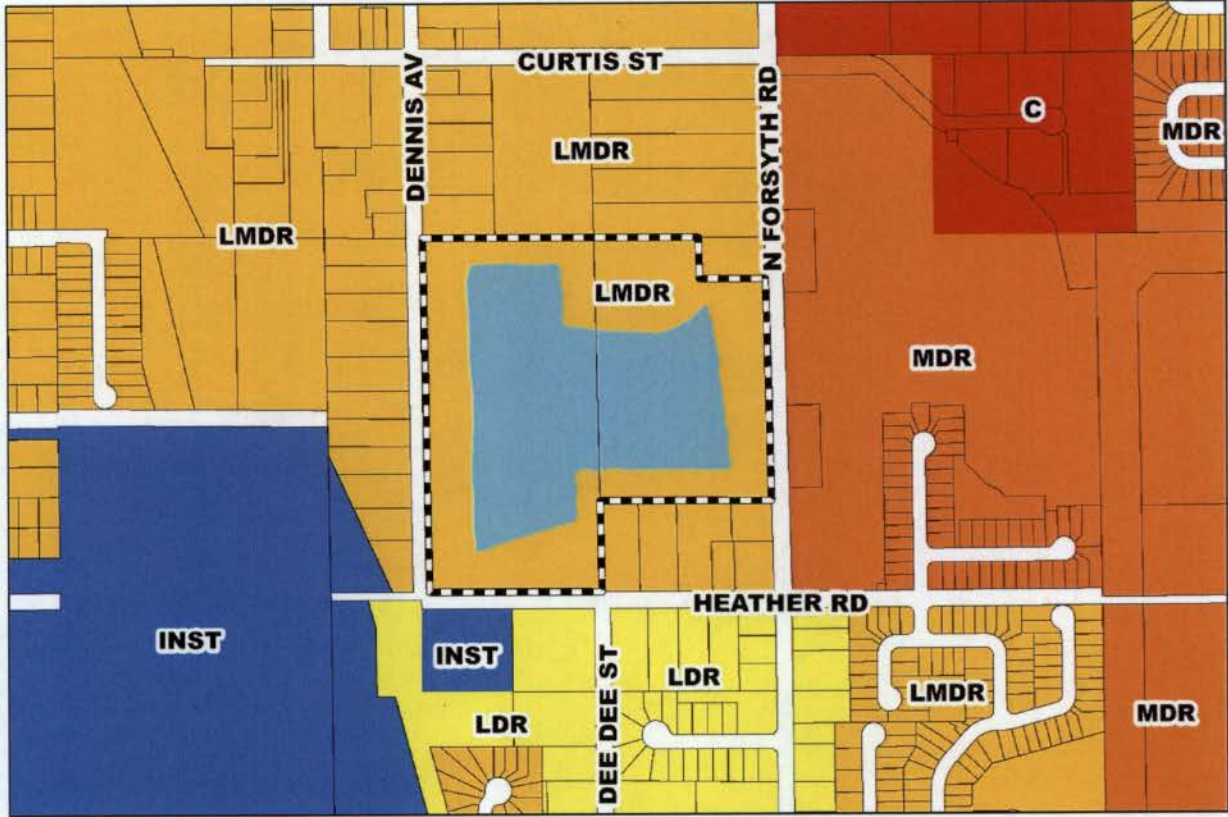 CURTIS ST
DENNIS AV
N FORSYTH RD
C
MDR
LMDR
LMDR
LMDR
MDR
HEATHER RD
INST
INST
DEE DEE ST
LDR
LDR
LMDR
MDR